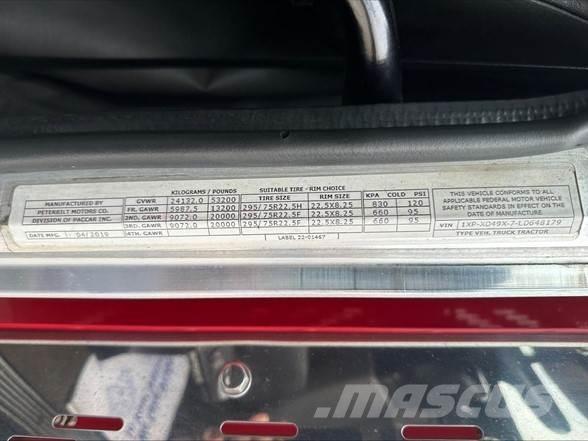 KILOGRAMS / POUNDS SUITABLE TIRE - RIM CHOICE
TIRE SIZE RIM SIZE KPA COLD PSI
MANUFACTURED BY
PETERBILT MOTORS CO.
DIVISION OF PACCAR INC.
DATE MFG. 04/2019
GVWR 24132.0 53200
FR. GAWR 5987.5 13200 295/75R22.5H 22.5X8.25 830 120
2ND. GAWR 9072.0 20000 295/75R22.5F 22.5X8.25 660 95
3RD. GAWR 9072.0 20000 295/75R22.5F 22.5X8.25 660 95
4TH. GAWR
LABEL 22-01467
THIS VEHICLE CONFORMS TO ALL
APPLICABLE FEDERAL MOTOR VEHICLE
SAFETY STANDARDS IN EFFECT ON THE
DATE OF MANUFACTURE SHOWN ABOVE.
VIN 1XP-XD49X-7-LD648179
TYPE VEH. TRUCK TRACTOR
MASCUS